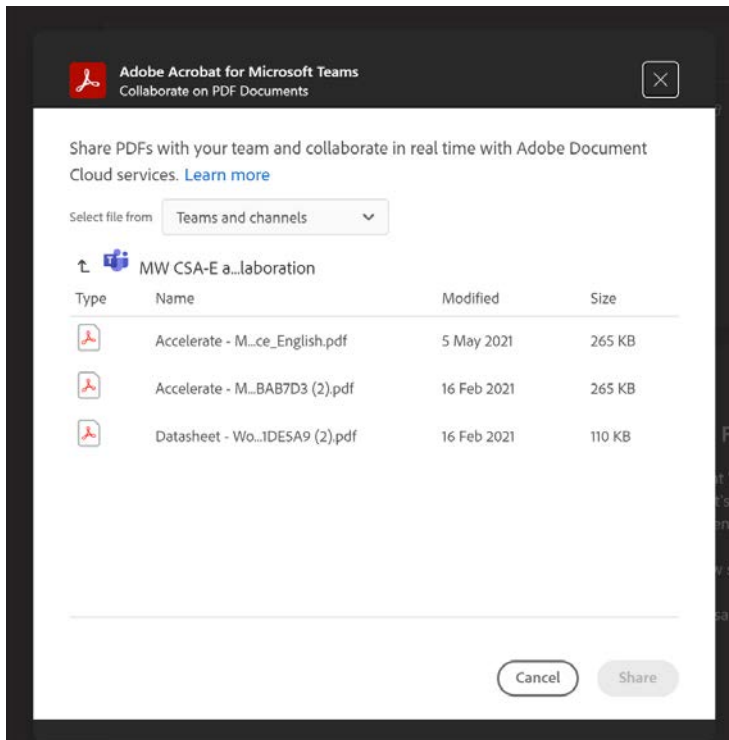 Adobe Acrobat for Microsoft Teams
Collaborate on PDF Documents
Share PDFs with your team and collaborate in real time with Adobe Document
Cloud services. Learn more
Select file from Teams and channels
MW CSA-E a...laboration
Type Name Modified Size
Accelerate - M...ce_English.pdf 5 May 2021 265 KB
Accelerate - M...BAB7D3 (2).pdf 16 Feb 2021 265 KB
Datasheet - Wo...1DE5A9 (2).pdf 16 Feb 2021 110 KB
Cancel Share